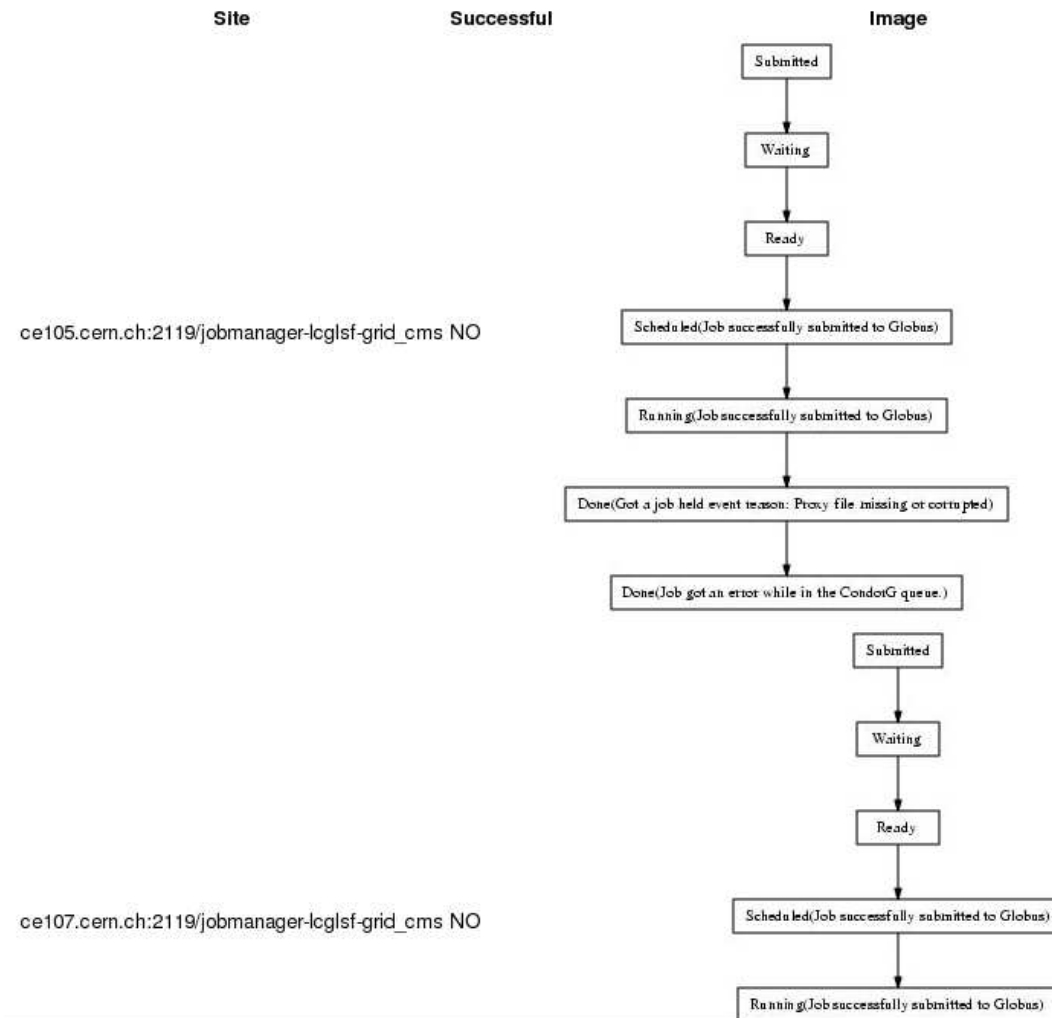 Site Successful Image
Submitted
Waiting
Ready
ce105.cern.ch:2119/jobmanager-lcglsf-grid_cms NO
Scheduled(Job successfully submitted to Globus)
Running(Job successfully submitted to Globus)
Done(Got a job held event reason: Proxy file missing or corrupted)
Done(Job got an error while in the CondorG queue.)
Submitted
Waiting
Ready
ce107.cern.ch:2119/jobmanager-lcglsf-grid_cms NO
Scheduled(Job successfully submitted to Globus)
Running(Job successfully submitted to Globus)